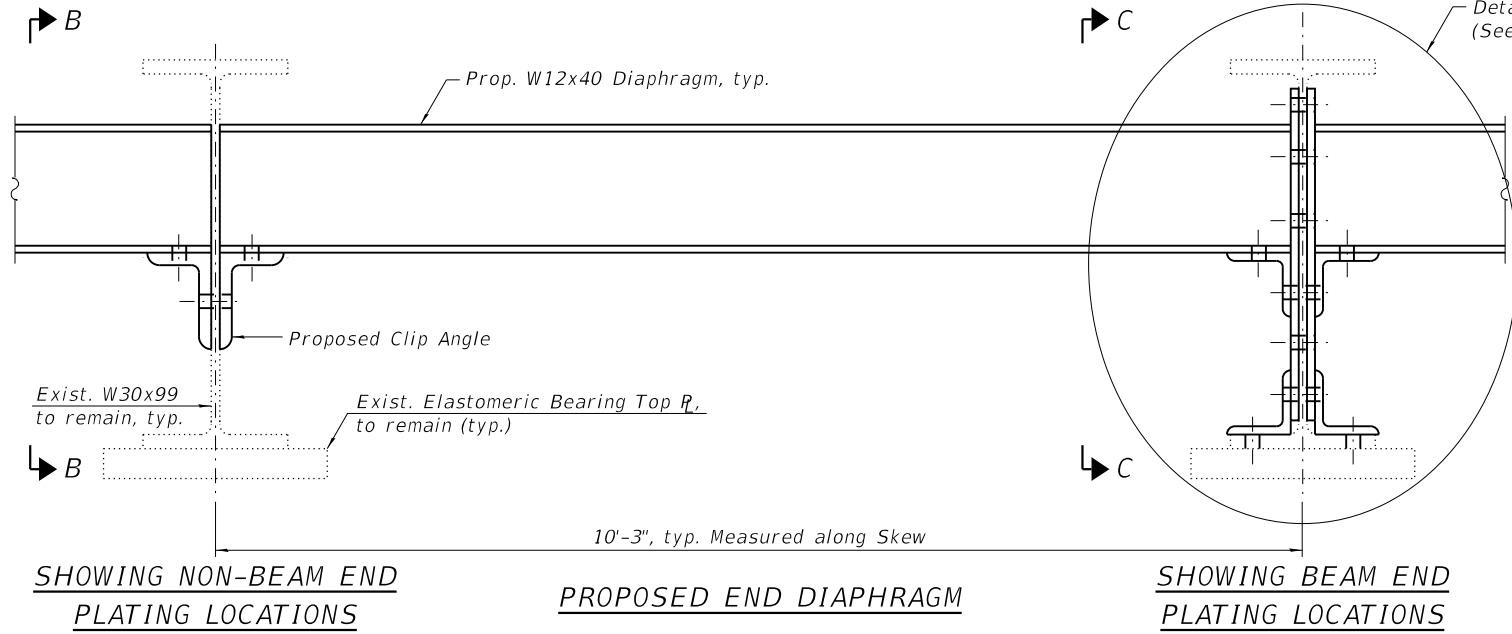 B
C
Deta
(See
Prop. W12x40 Diaphragm, typ.
Proposed Clip Angle
Exist. W30x99
to remain, typ.
Exist. Elastomeric Bearing Top PL,
to remain (typ.)
B
C
10'-3", typ. Measured along Skew
SHOWING NON-BEAM END
PLATING LOCATIONS
PROPOSED END DIAPHRAGM
SHOWING BEAM END
PLATING LOCATIONS